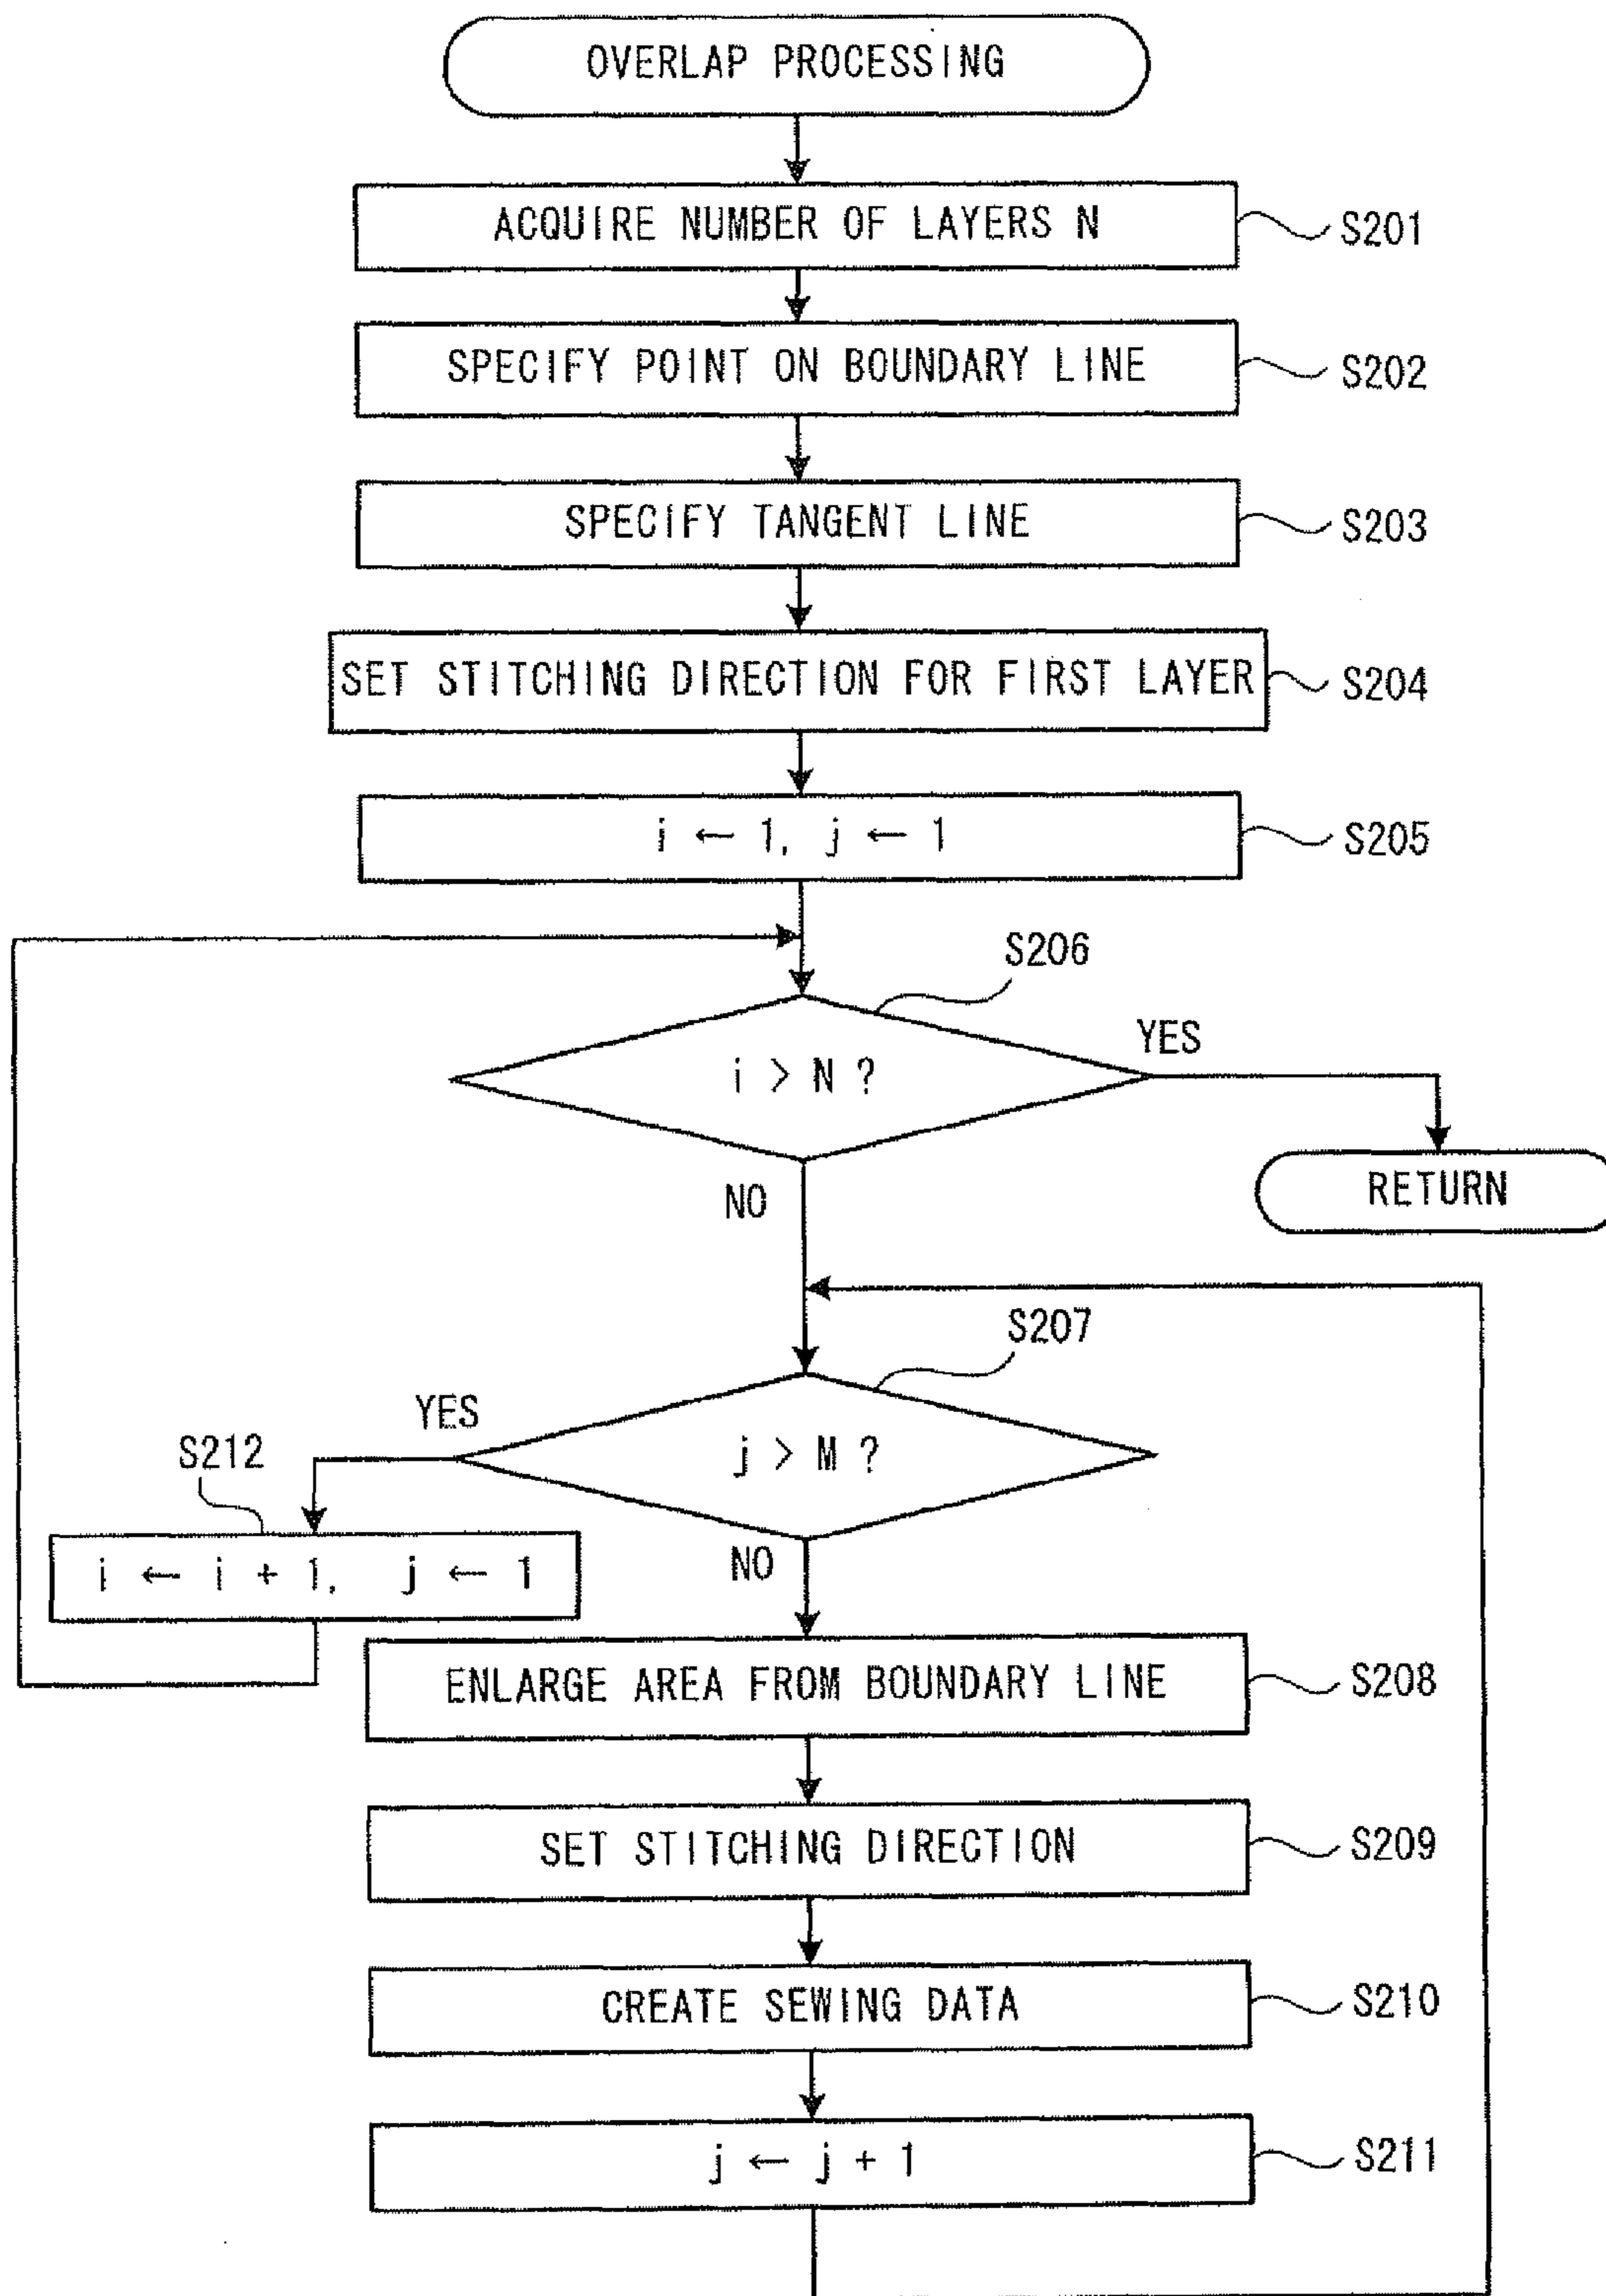 OVERLAP PROCESSING
ACQUIRE NUMBER OF LAYERS N
S201
SPECIFY POINT ON BOUNDARY LINE
S202
SPECIFY TANGENT LINE
S203
SET STITCHING DIRECTION FOR FIRST LAYER
S204
i ← 1, j ← 1
S205
S206
i > N ?
YES
RETURN
NO
S207
j > M ?
YES
S212
i ← i + 1, j ← 1
NO
ENLARGE AREA FROM BOUNDARY LINE
S208
SET STITCHING DIRECTION
S209
CREATE SEWING DATA
S210
j ← j + 1
S211